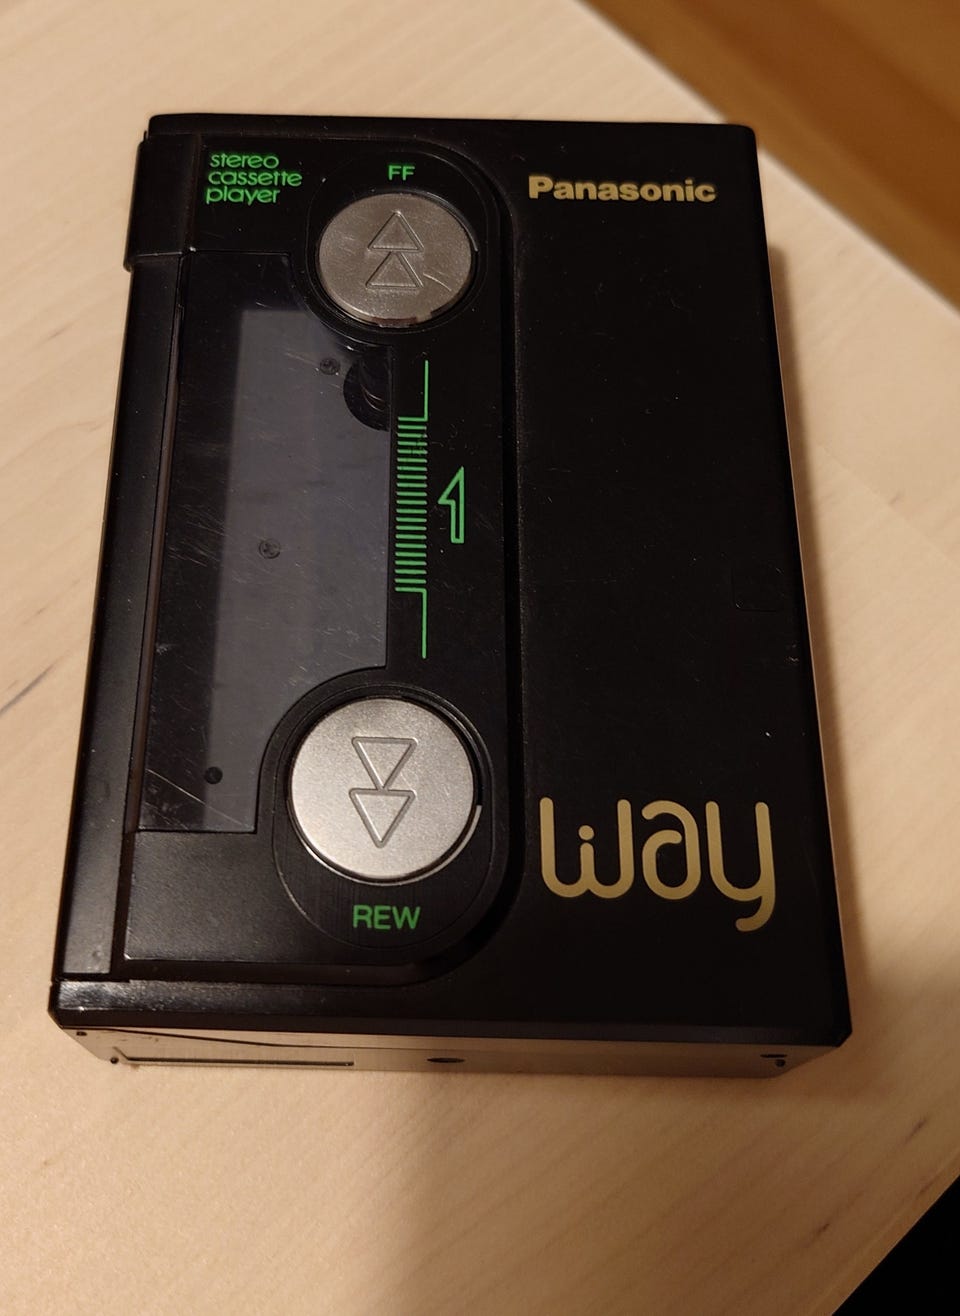 stereo
cassette
player
FF
Panasonic
way
REW